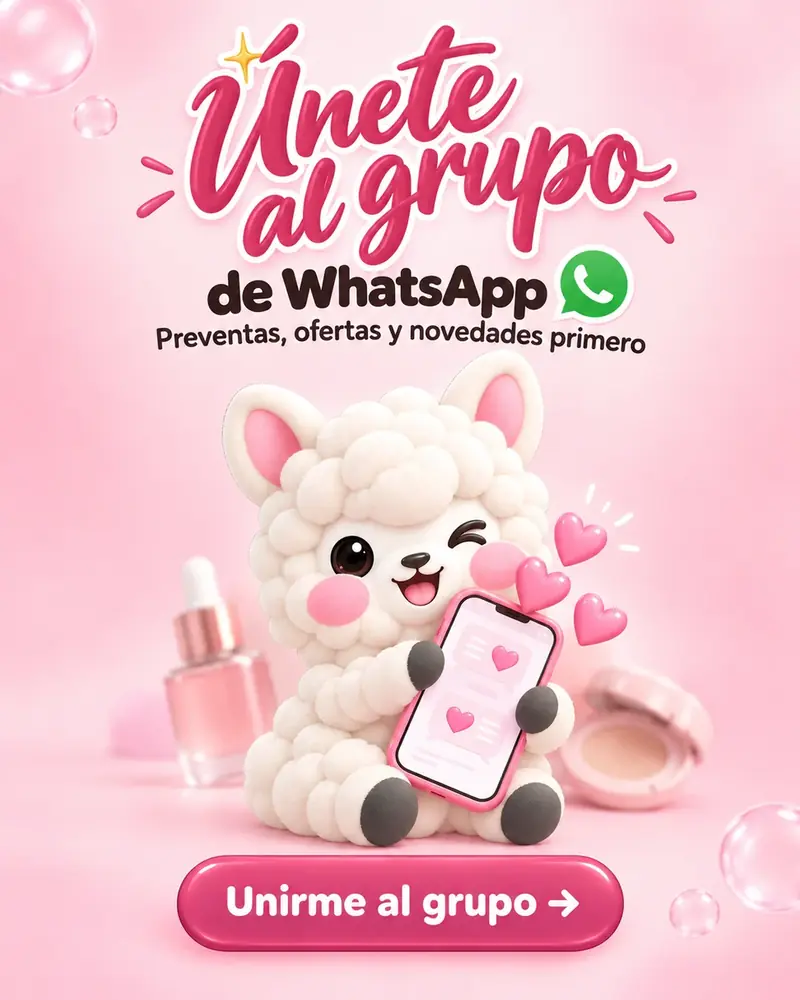 Únete
al grupo
de WhatsApp
Preventas, ofertas y novedades primero
Unirme al grupo →